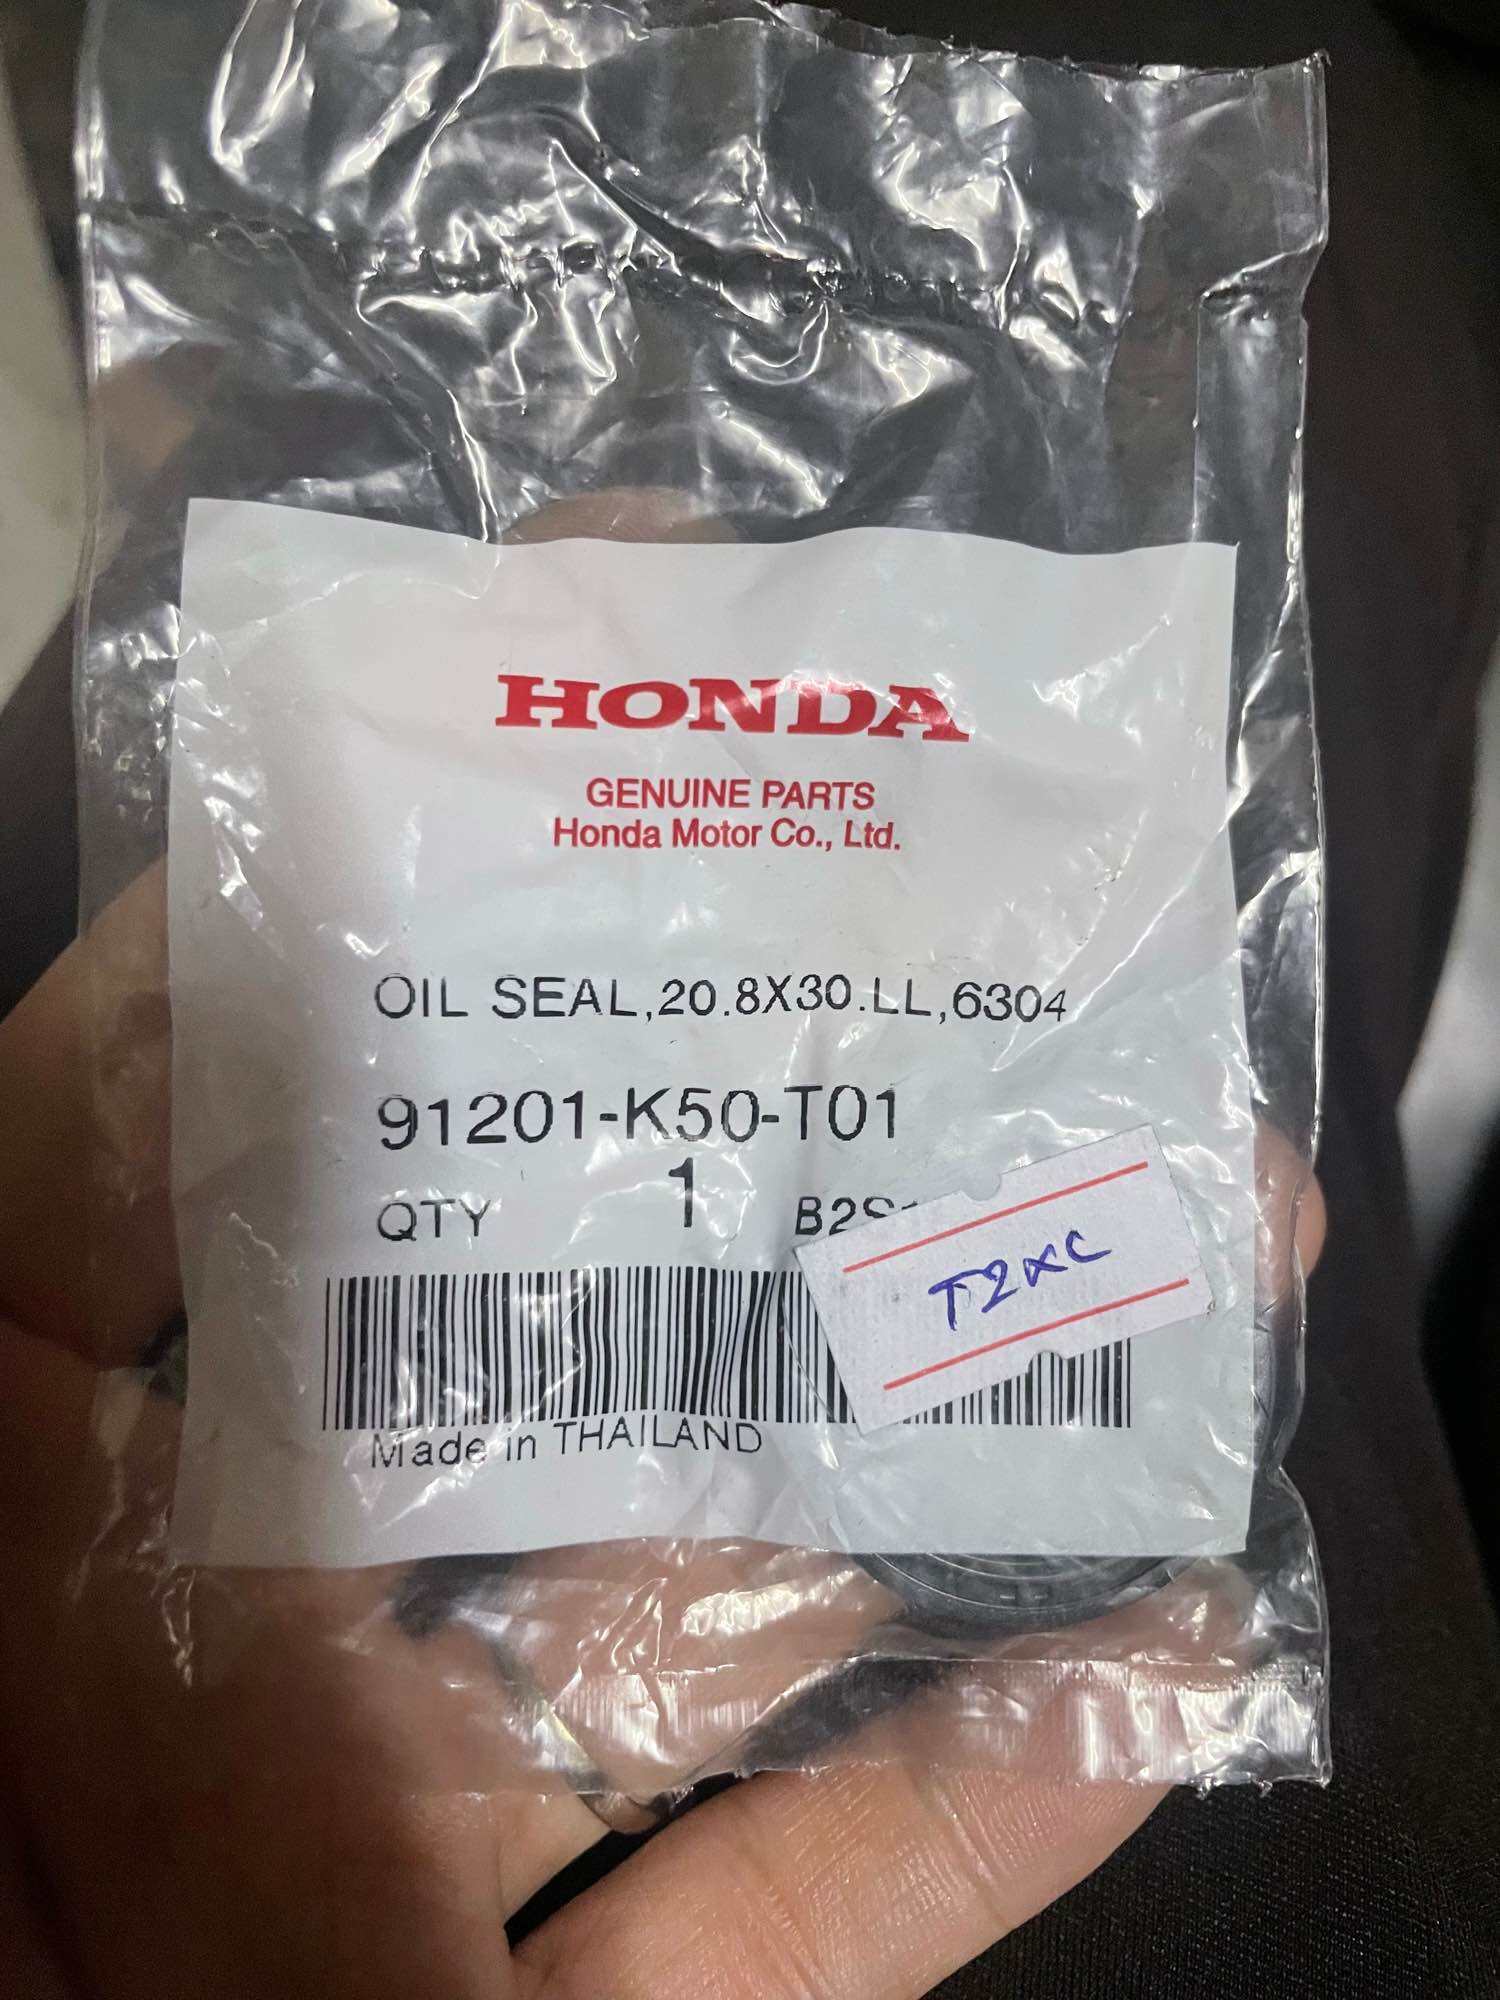 HONDA
GENUINE PARTS
Honda Motor Co., Ltd.
OIL SEAL,20.8X30.LL,6304
91201-K50-T01
QTY 1
Made in THAILAND